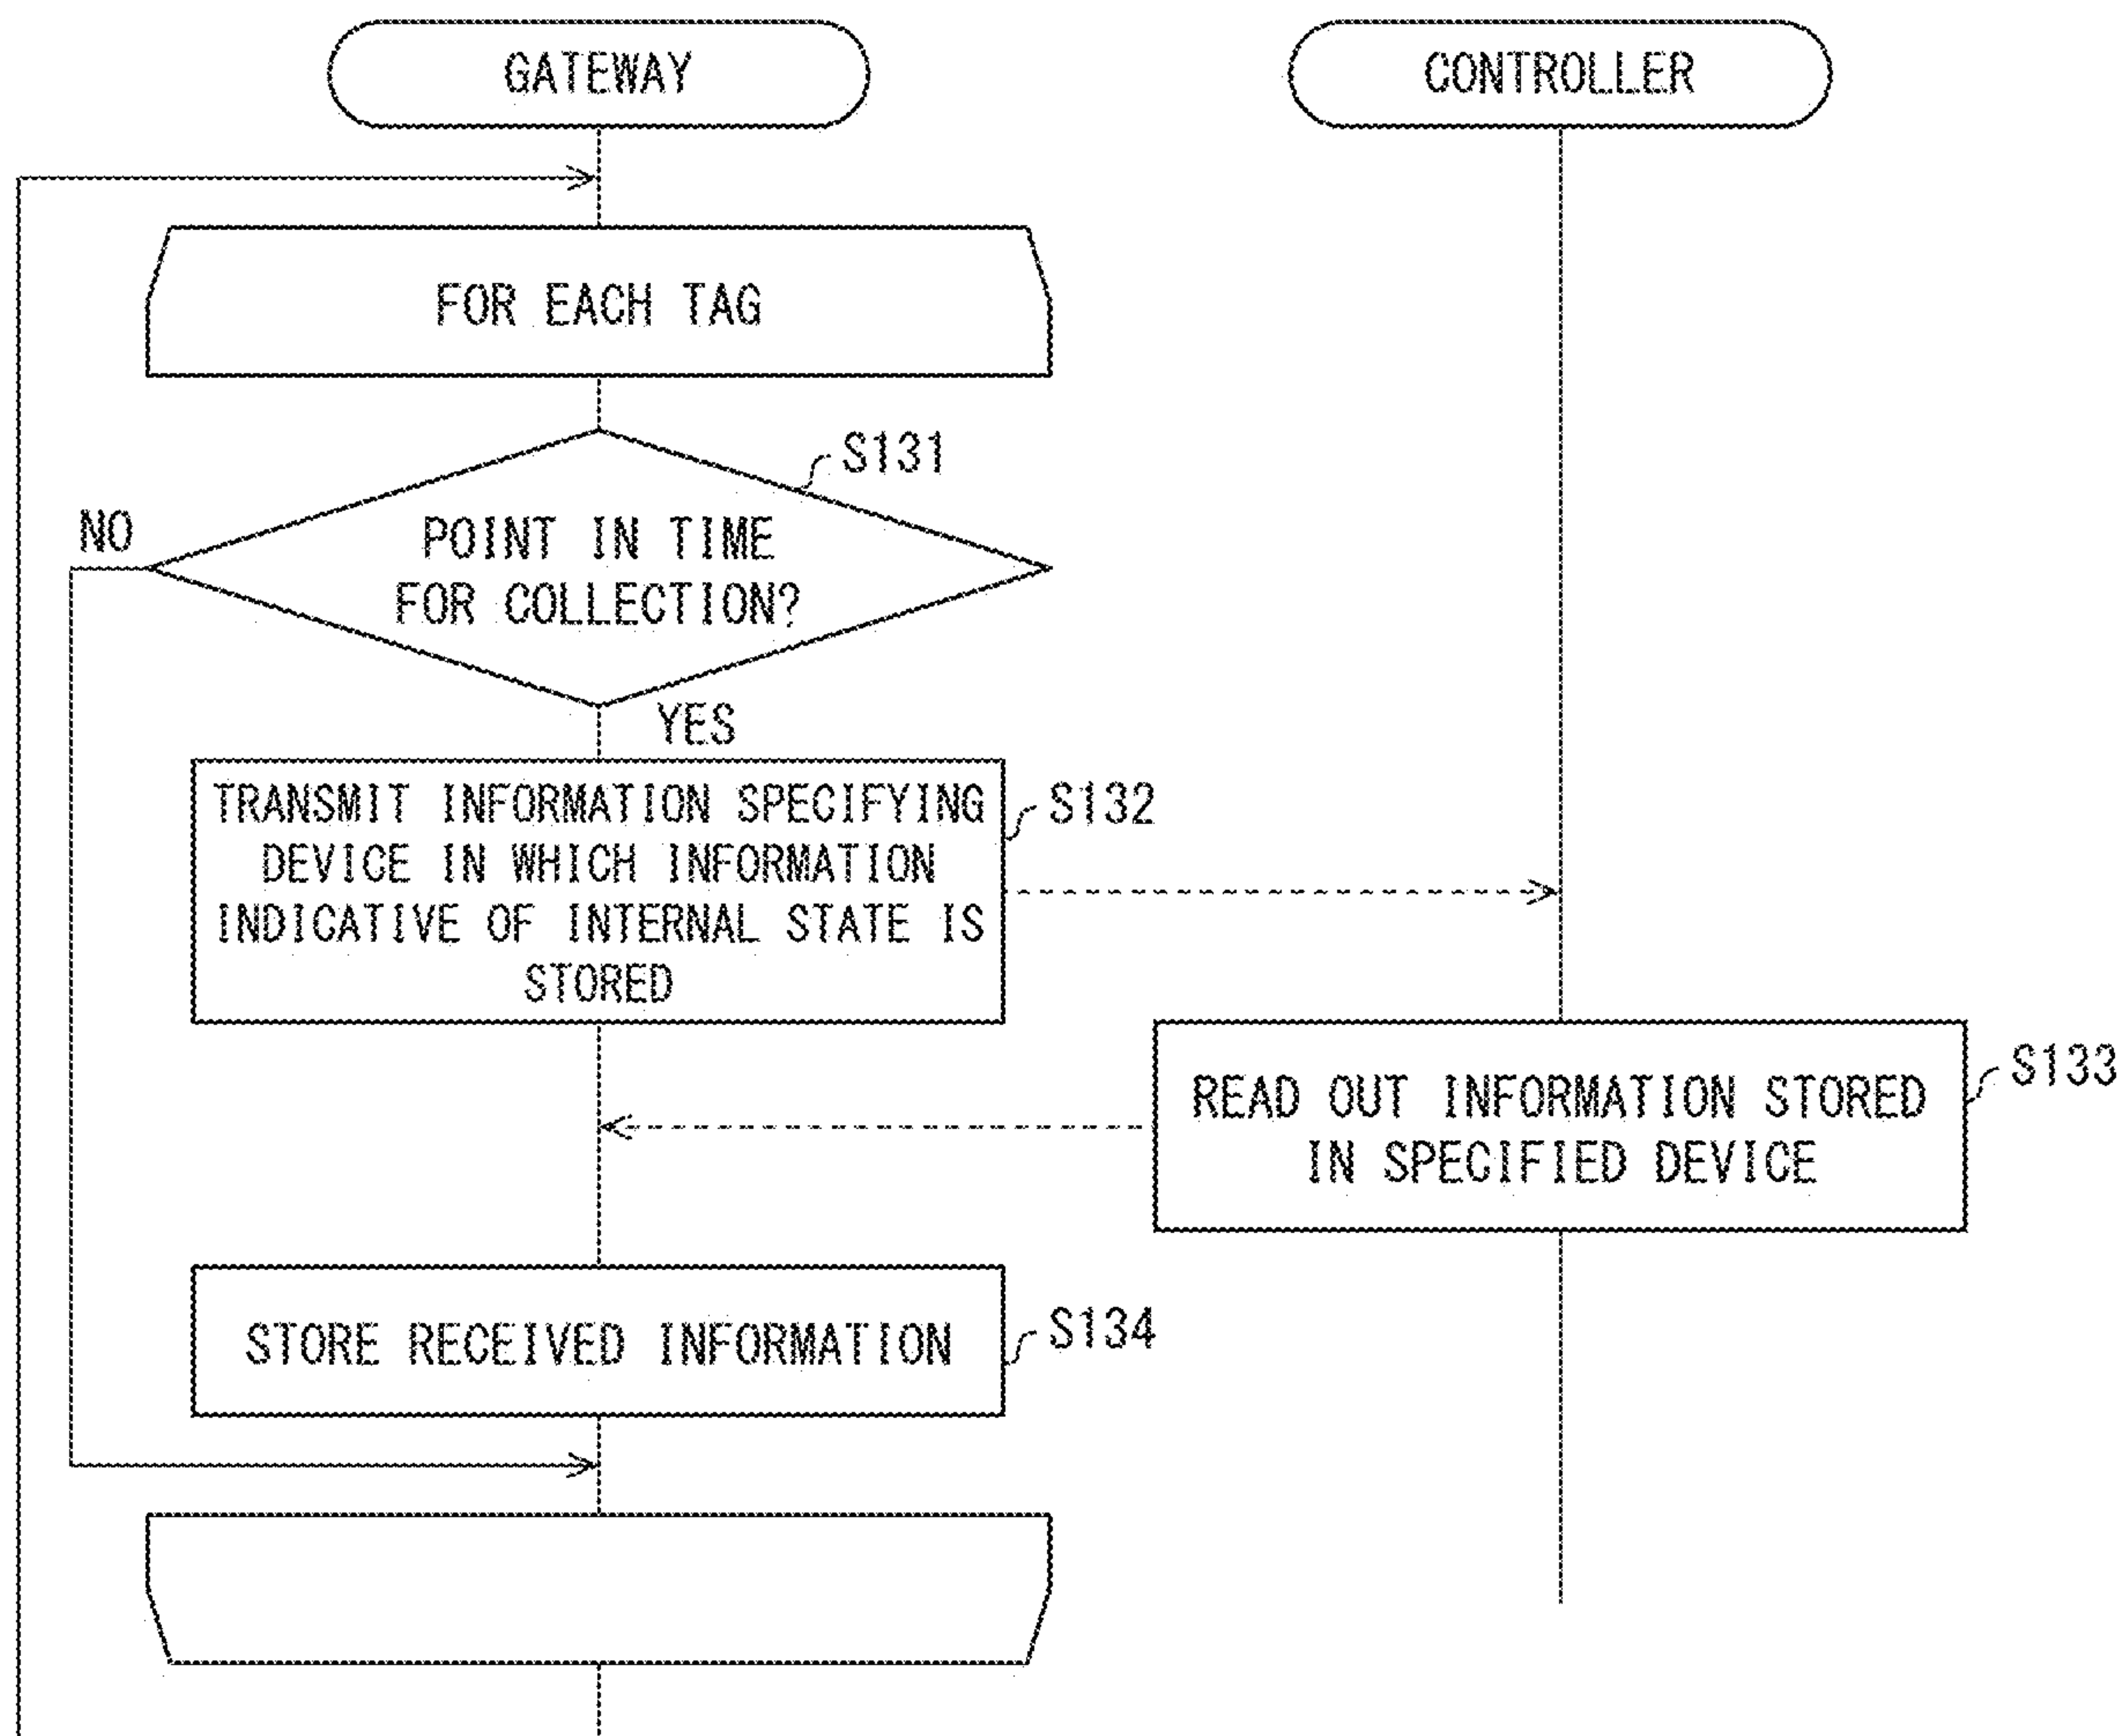 GATEWAY
CONTROLLER
FOR EACH TAG
S131
NO
POINT IN TIME
FOR COLLECTION?
YES
TRANSMIT INFORMATION SPECIFYING
DEVICE IN WHICH INFORMATION
INDICATIVE OF INTERNAL STATE IS
STORED
S132
READ OUT INFORMATION STORED
IN SPECIFIED DEVICE
S133
STORE RECEIVED INFORMATION
S134